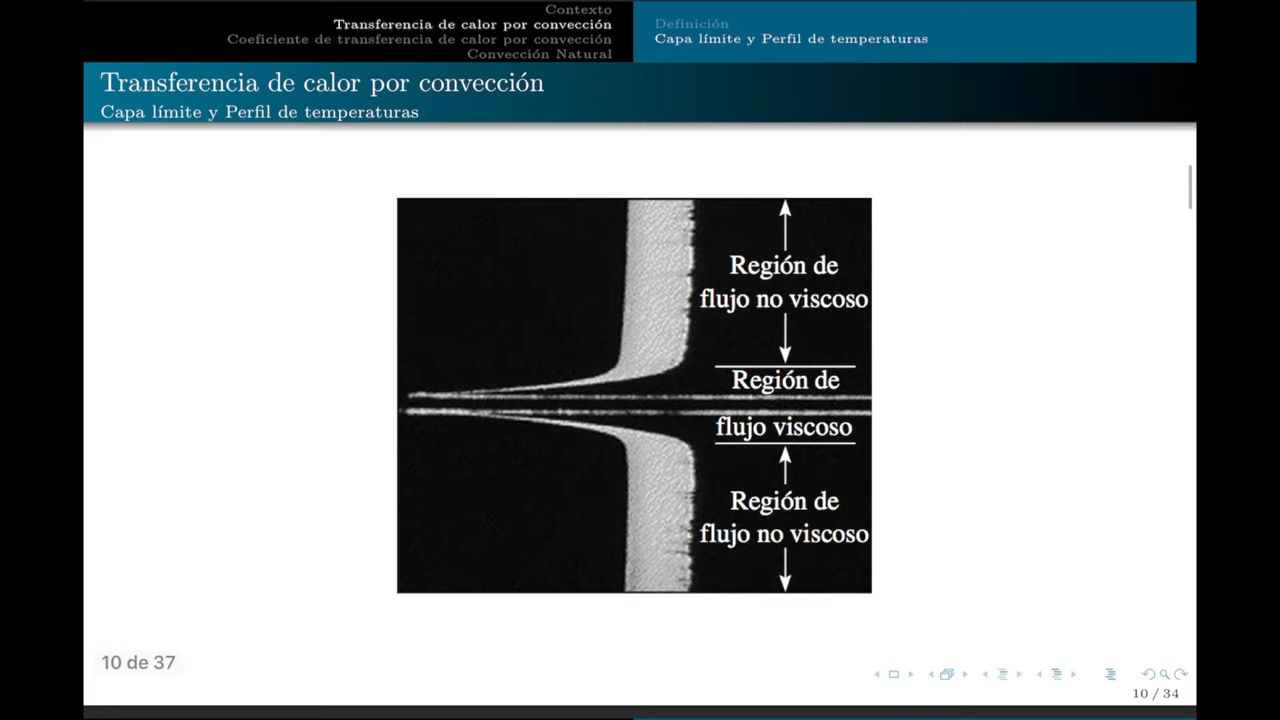 Contexto
Transferencia de calor por convección
Coeficiente de transferencia de calor por convección
Convección Natural
Definición
Capa límite y Perfil de temperaturas
Transferencia de calor por convección
Capa límite y Perfil de temperaturas
Región de
flujo no viscoso
Región de
flujo viscoso
Región de
flujo no viscoso
10 de 37
10 / 34